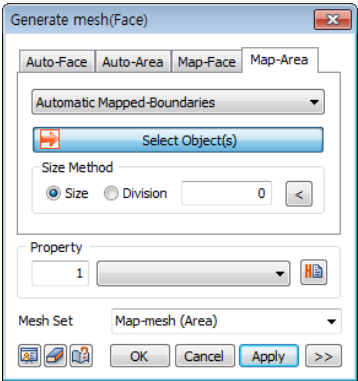 Generate mesh(Face)
Auto-Face Auto-Area Map-Face Map-Area
Automatic Mapped-Boundaries
Select Object(s)
Size Method
Size Division 0 <
Property
1
Mesh Set Map-mesh (Area)
OK Cancel Apply >>